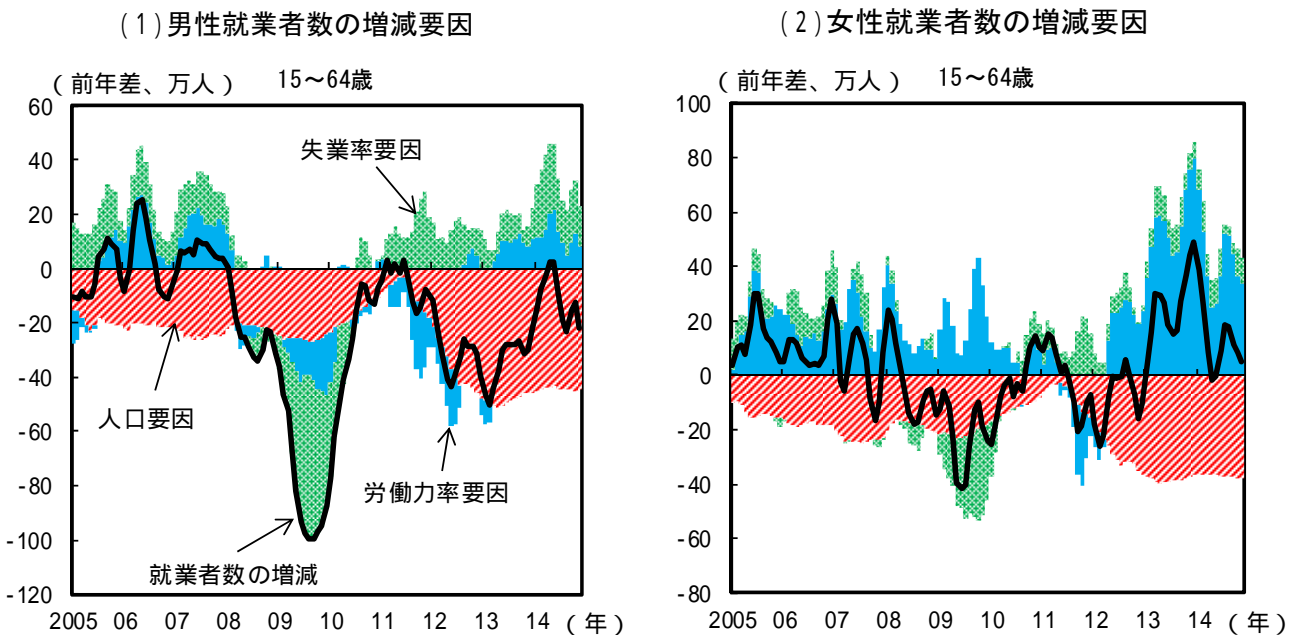 (1)男性就業者数の増減要因
(前年差、万人) 15～64歳
60
40
20
0
-20
-40
-60
-80
-100
-120
失業率要因
人口要因
労働力率要因
就業者数の増減
2005 06 07 08 09 10 11 12 13 14 (年)
(2)女性就業者数の増減要因
(前年差、万人) 15～64歳
100
80
60
40
20
0
-20
-40
-60
-80
2005 06 07 08 09 10 11 12 13 14 (年)